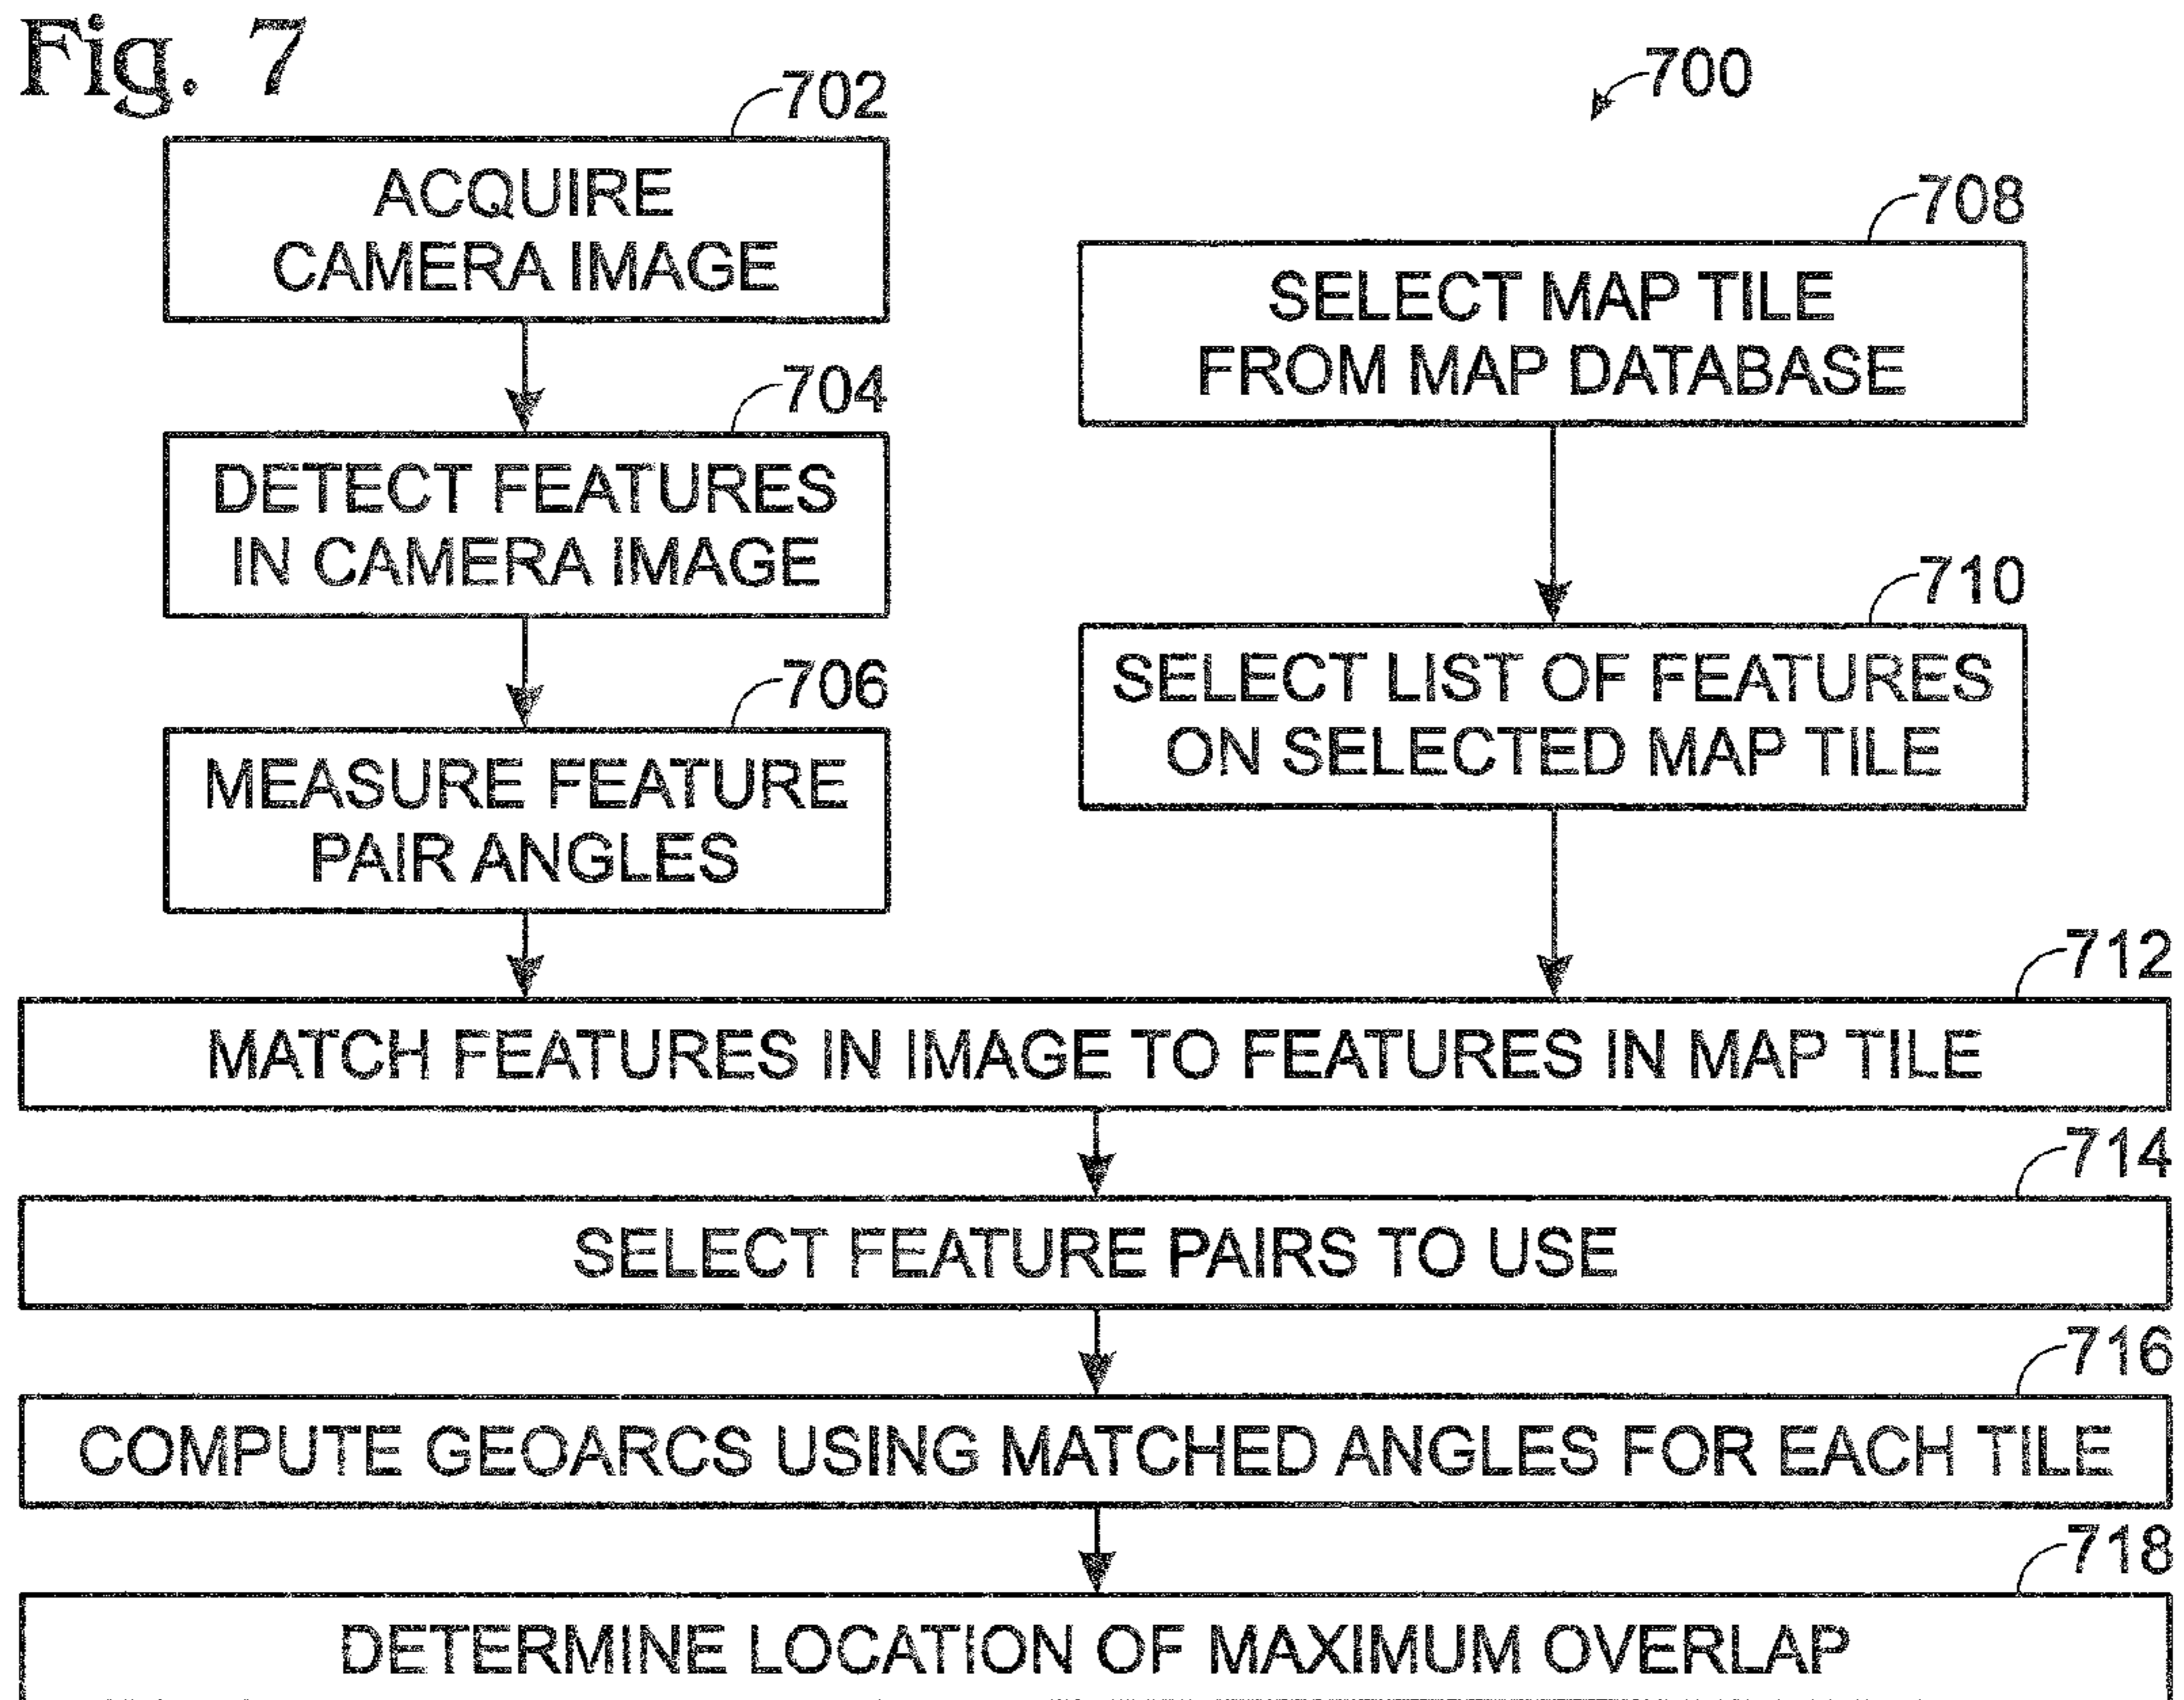 Fig. 7
700
702
ACQUIRE
CAMERA IMAGE
704
DETECT FEATURES
IN CAMERA IMAGE
706
MEASURE FEATURE
PAIR ANGLES
708
SELECT MAP TILE
FROM MAP DATABASE
710
SELECT LIST OF FEATURES
ON SELECTED MAP TILE
712
MATCH FEATURES IN IMAGE TO FEATURES IN MAP TILE
714
SELECT FEATURE PAIRS TO USE
716
COMPUTE GEOARCS USING MATCHED ANGLES FOR EACH TILE
718
DETERMINE LOCATION OF MAXIMUM OVERLAP